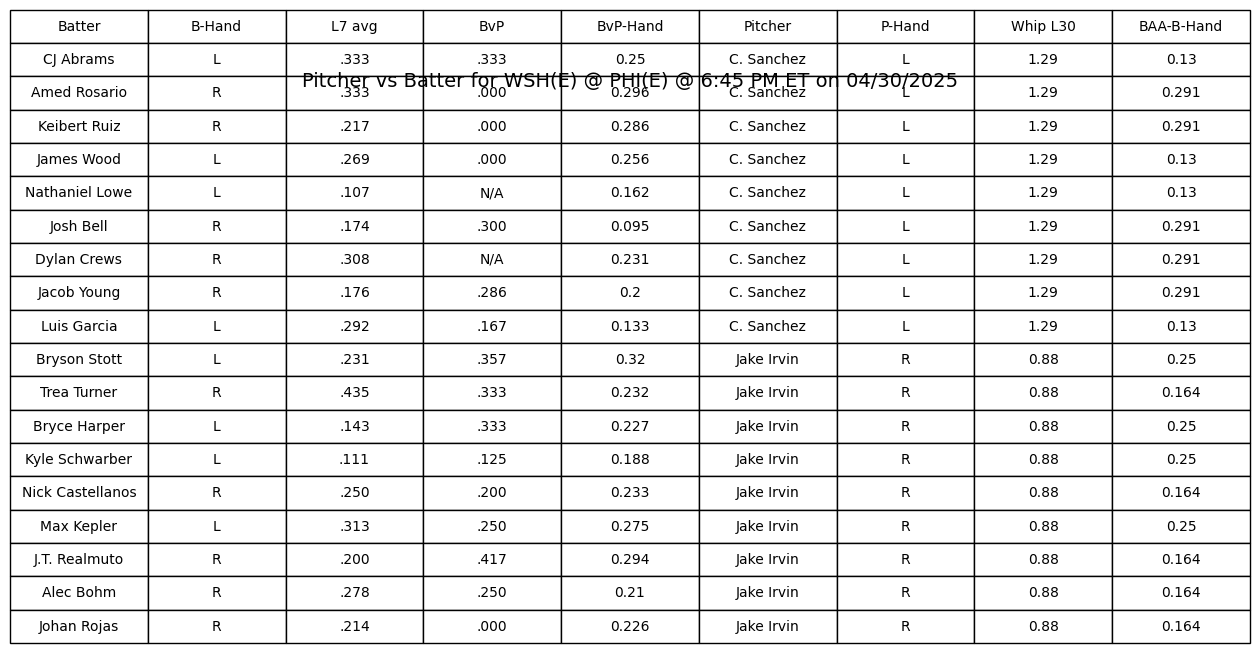 Batter B-Hand L7 avg BvP BvP-Hand Pitcher P-Hand Whip L30 BAA-B-Hand
CJ Abrams L .333 .333 0.25 C. Sanchez L 1.29 0.13
Pitcher vs Batter for WSH(E) @ PHI(E) @ 6:45 PM ET on 04/30/2025
Amed Rosario R .333 .000 0.296 C. Sanchez L 1.29 0.291
Keibert Ruiz R .217 .000 0.286 C. Sanchez L 1.29 0.291
James Wood L .269 .000 0.256 C. Sanchez L 1.29 0.13
Nathaniel Lowe L .107 N/A 0.162 C. Sanchez L 1.29 0.13
Josh Bell R .174 .300 0.095 C. Sanchez L 1.29 0.291
Dylan Crews R .308 N/A 0.231 C. Sanchez L 1.29 0.291
Jacob Young R .176 .286 0.2 C. Sanchez L 1.29 0.291
Luis Garcia L .292 .167 0.133 C. Sanchez L 1.29 0.13
Bryson Stott L .231 .357 0.32 Jake Irvin R 0.88 0.25
Trea Turner R .435 .333 0.232 Jake Irvin R 0.88 0.164
Bryce Harper L .143 .333 0.227 Jake Irvin R 0.88 0.25
Kyle Schwarber L .111 .125 0.188 Jake Irvin R 0.88 0.25
Nick Castellanos R .250 .200 0.233 Jake Irvin R 0.88 0.164
Max Kepler L .313 .250 0.275 Jake Irvin R 0.88 0.25
J.T. Realmuto R .200 .417 0.294 Jake Irvin R 0.88 0.164
Alec Bohm R .278 .250 0.21 Jake Irvin R 0.88 0.164
Johan Rojas R .214 .000 0.226 Jake Irvin R 0.88 0.164